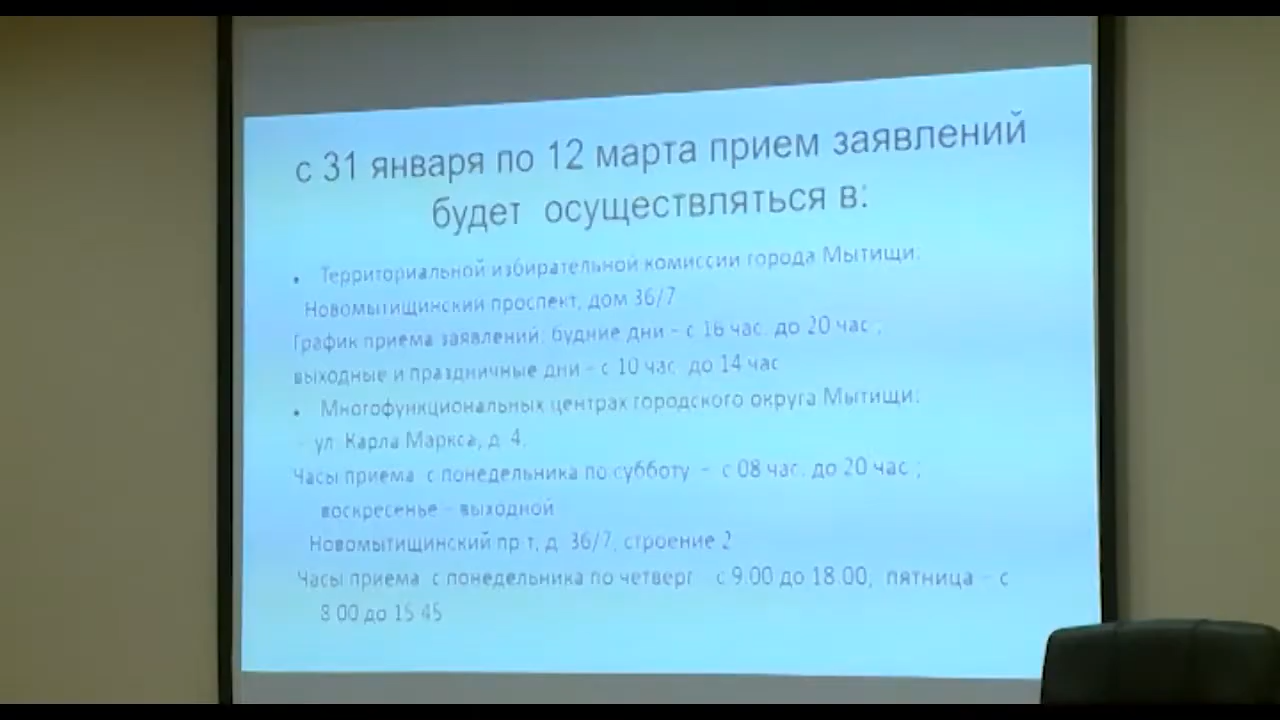 с 31 января по 12 марта прием заявлений
будет осуществляться в:
• Территориальной избирательной комиссии города Мытищи:
Новомытищинский проспект, дом 36/7
График приема заявлений: будние дни – с 16 час. до 20 час. ;
выходные и праздничные дни – с 10 час. до 14 час
• Многофункциональных центрах городского округа Мытищи:
- ул. Карла Маркса, д. 4,
Часы приема с понедельника по субботу – с 08 час. до 20 час. ;
воскресенье – выходной
Новомытищинский пр-т, д. 36/7, строение 2
Часы приема с понедельника по четверг с 9.00 до 18.00, пятница – с
8.00 до 15.45